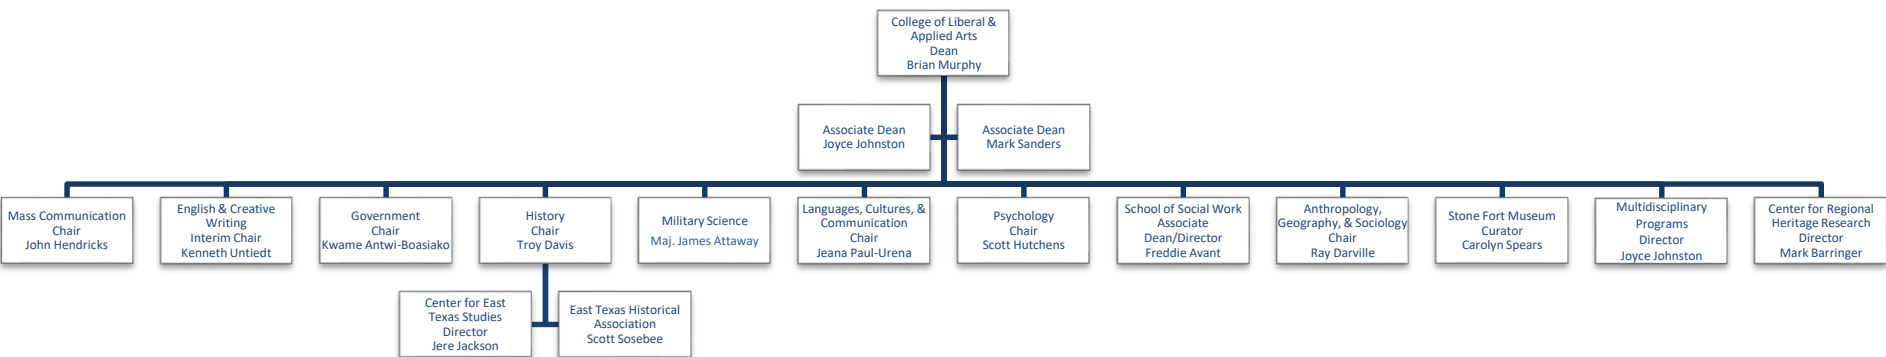 College of Liberal &
Applied Arts
Dean
Brian Murphy
Associate Dean
Joyce Johnston
Associate Dean
Mark Sanders
Mass Communication
Chair
John Hendricks
English & Creative
Writing
Interim Chair
Kenneth Untiedt
Government
Chair
Kwame Antwi-Boasiako
History
Chair
Troy Davis
Military Science
Maj. James Attaway
Languages, Cultures, &
Communication
Chair
Jeana Paul-Urena
Psychology
Chair
Scott Hutchens
School of Social Work
Associate
Dean/Director
Freddie Avant
Anthropology,
Geography, & Sociology
Chair
Ray Darville
Stone Fort Museum
Curator
Carolyn Spears
Multidisciplinary
Programs
Director
Joyce Johnston
Center for Regional
Heritage Research
Director
Mark Barringer
Center for East
Texas Studies
Director
Jere Jackson
East Texas Historical
Association
Scott Sosebee